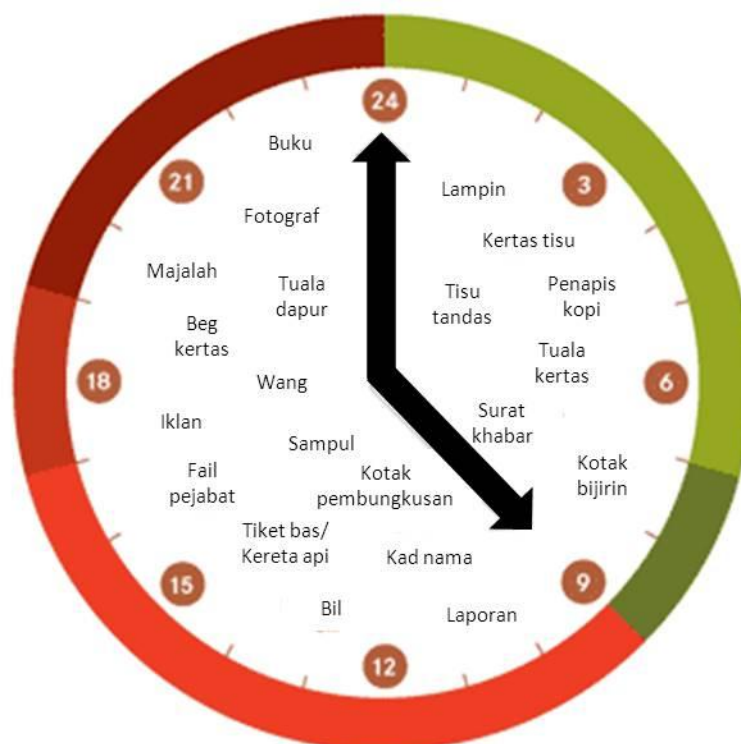 24
Buku
21
Lampin
3
Fotograf
Kertas tisu
Majalah
Tuala
dapur
Tisu
tandas
Penapis
kopi
Beg
kertas
Tuala
kertas
18
Wang
6
Iklan
Surat
khabar
Sampul
Fail
pejabat
Kotak
pembungkusan
Kotak
bijirin
Tiket bas/
Kereta api
Kad nama
15
9
Bil
Laporan
12